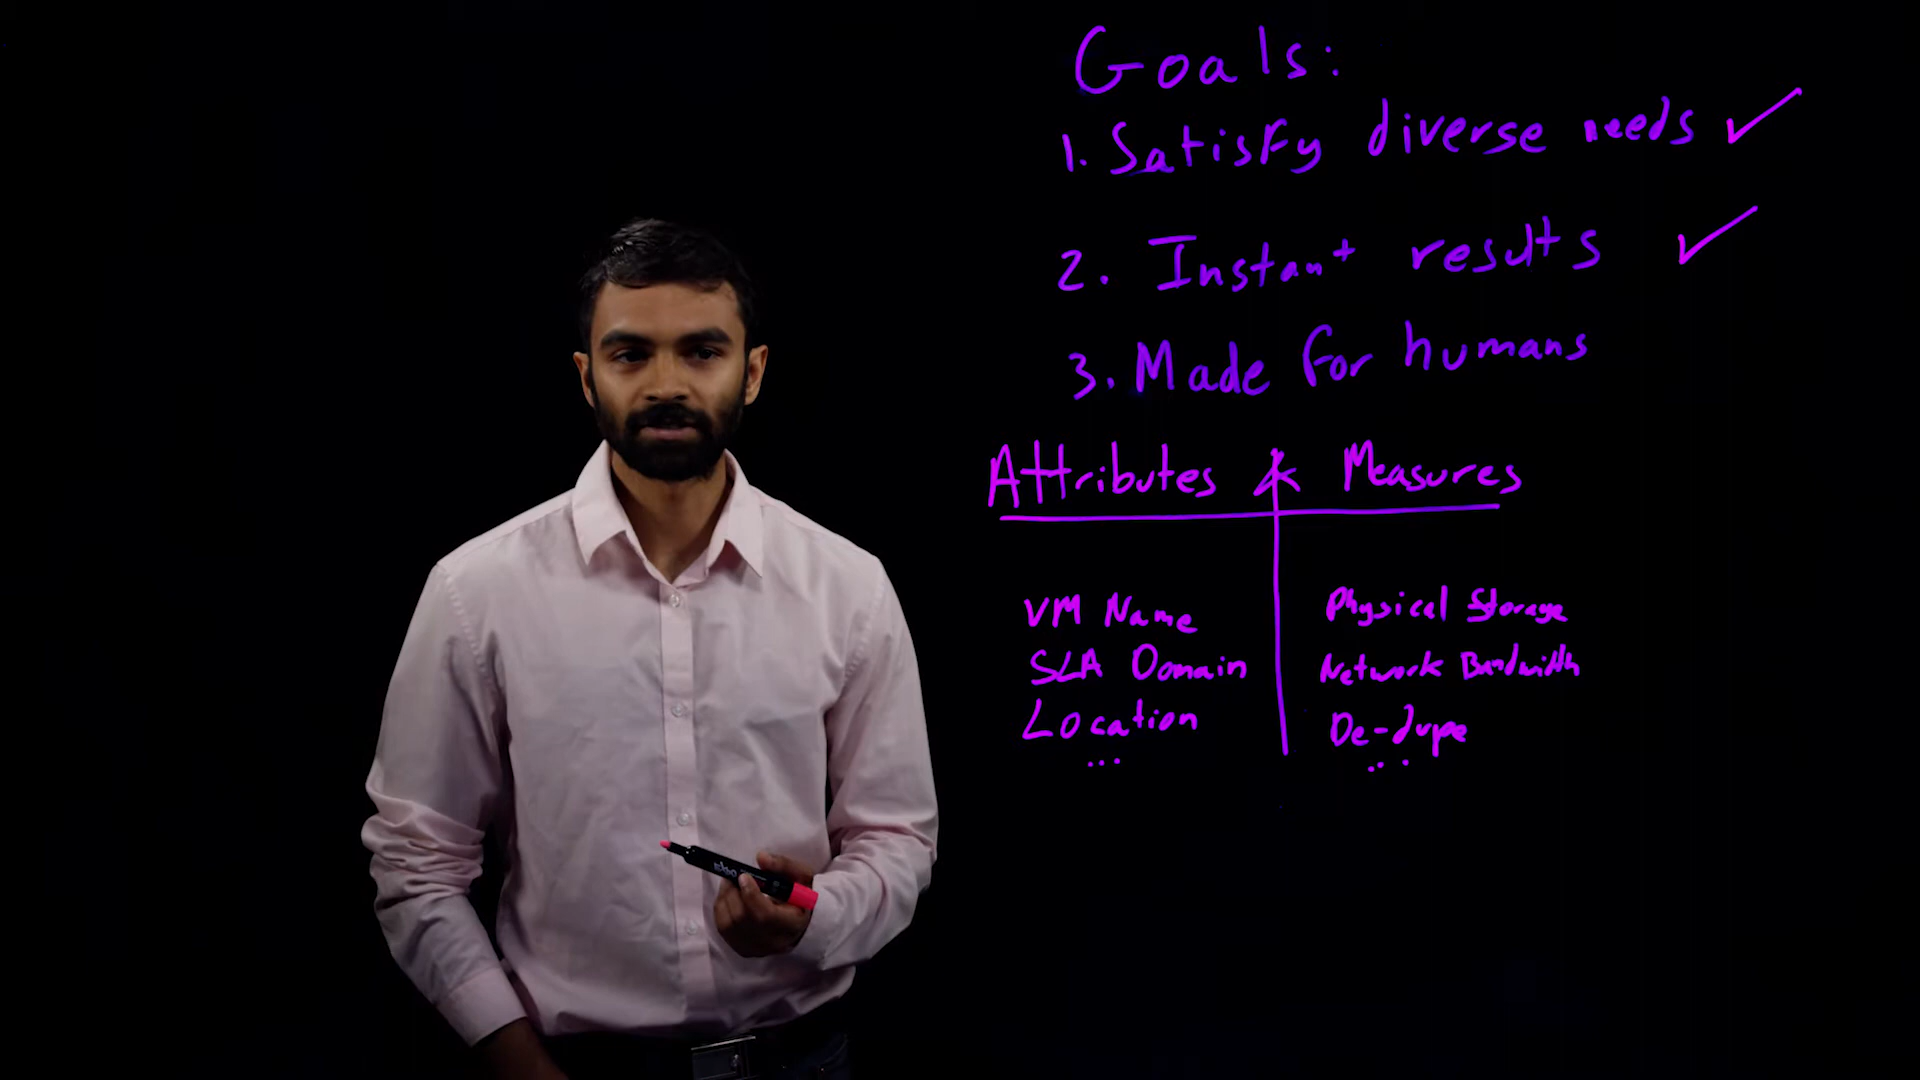 Goals:
1. Satisfy diverse needs ✓
2. Instant results ✓
3. Made for humans
Attributes & Measures
VM Name
SLA Domain
Location
...
Physical Storage
Network Bandwidth
De-dupe
...